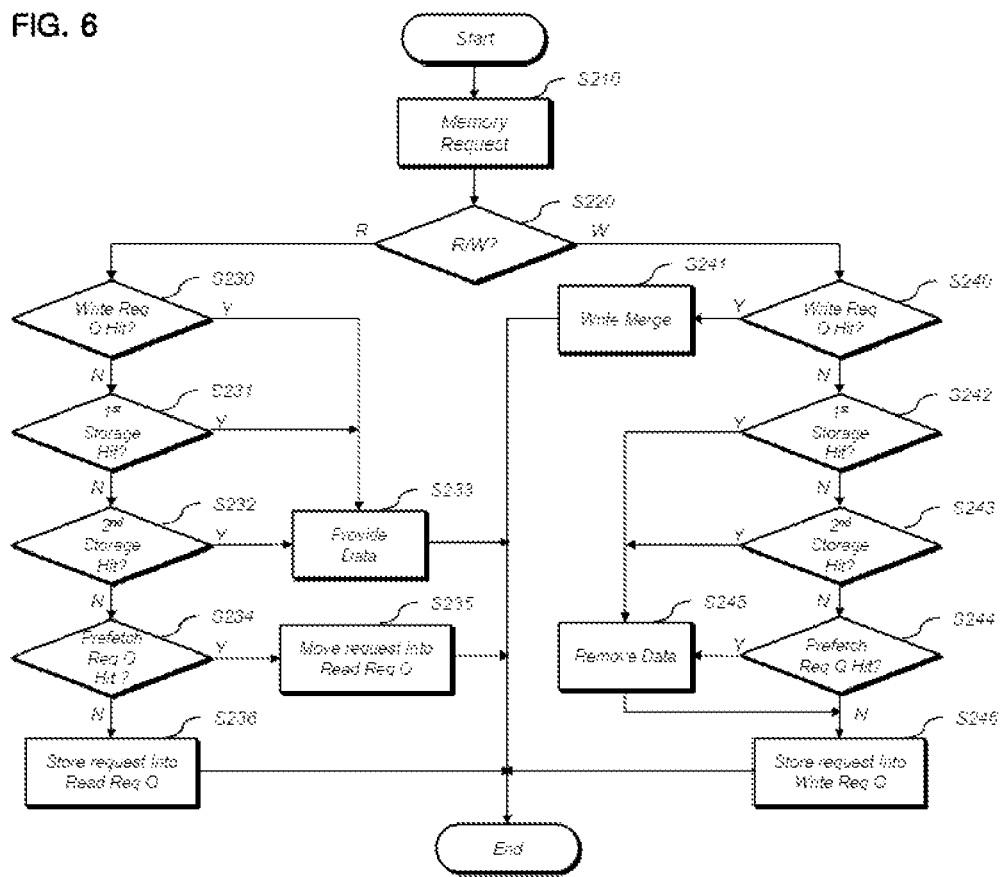 FIG. 6
Start
S210
Memory
Request
S220
R/W?
R
W
S230
Write Req
Q Hit?
Y
N
S241
Write Merge
S240
Write Req
Q Hit?
Y
N
S231
1st
Storage
Hit?
Y
N
S242
1st
Storage
Hit?
Y
N
S232
2nd
Storage
Hit?
Y
N
S233
Provide
Data
S243
2nd
Storage
Hit?
Y
N
S234
Prefetch
Req Q
Hit ?
Y
N
S235
Move request into
Read Req Q
S245
Remove Data
S244
Prefetch
Req Q Hit?
Y
N
S236
Store request into
Read Req Q
S246
Store request into
Write Req Q
End